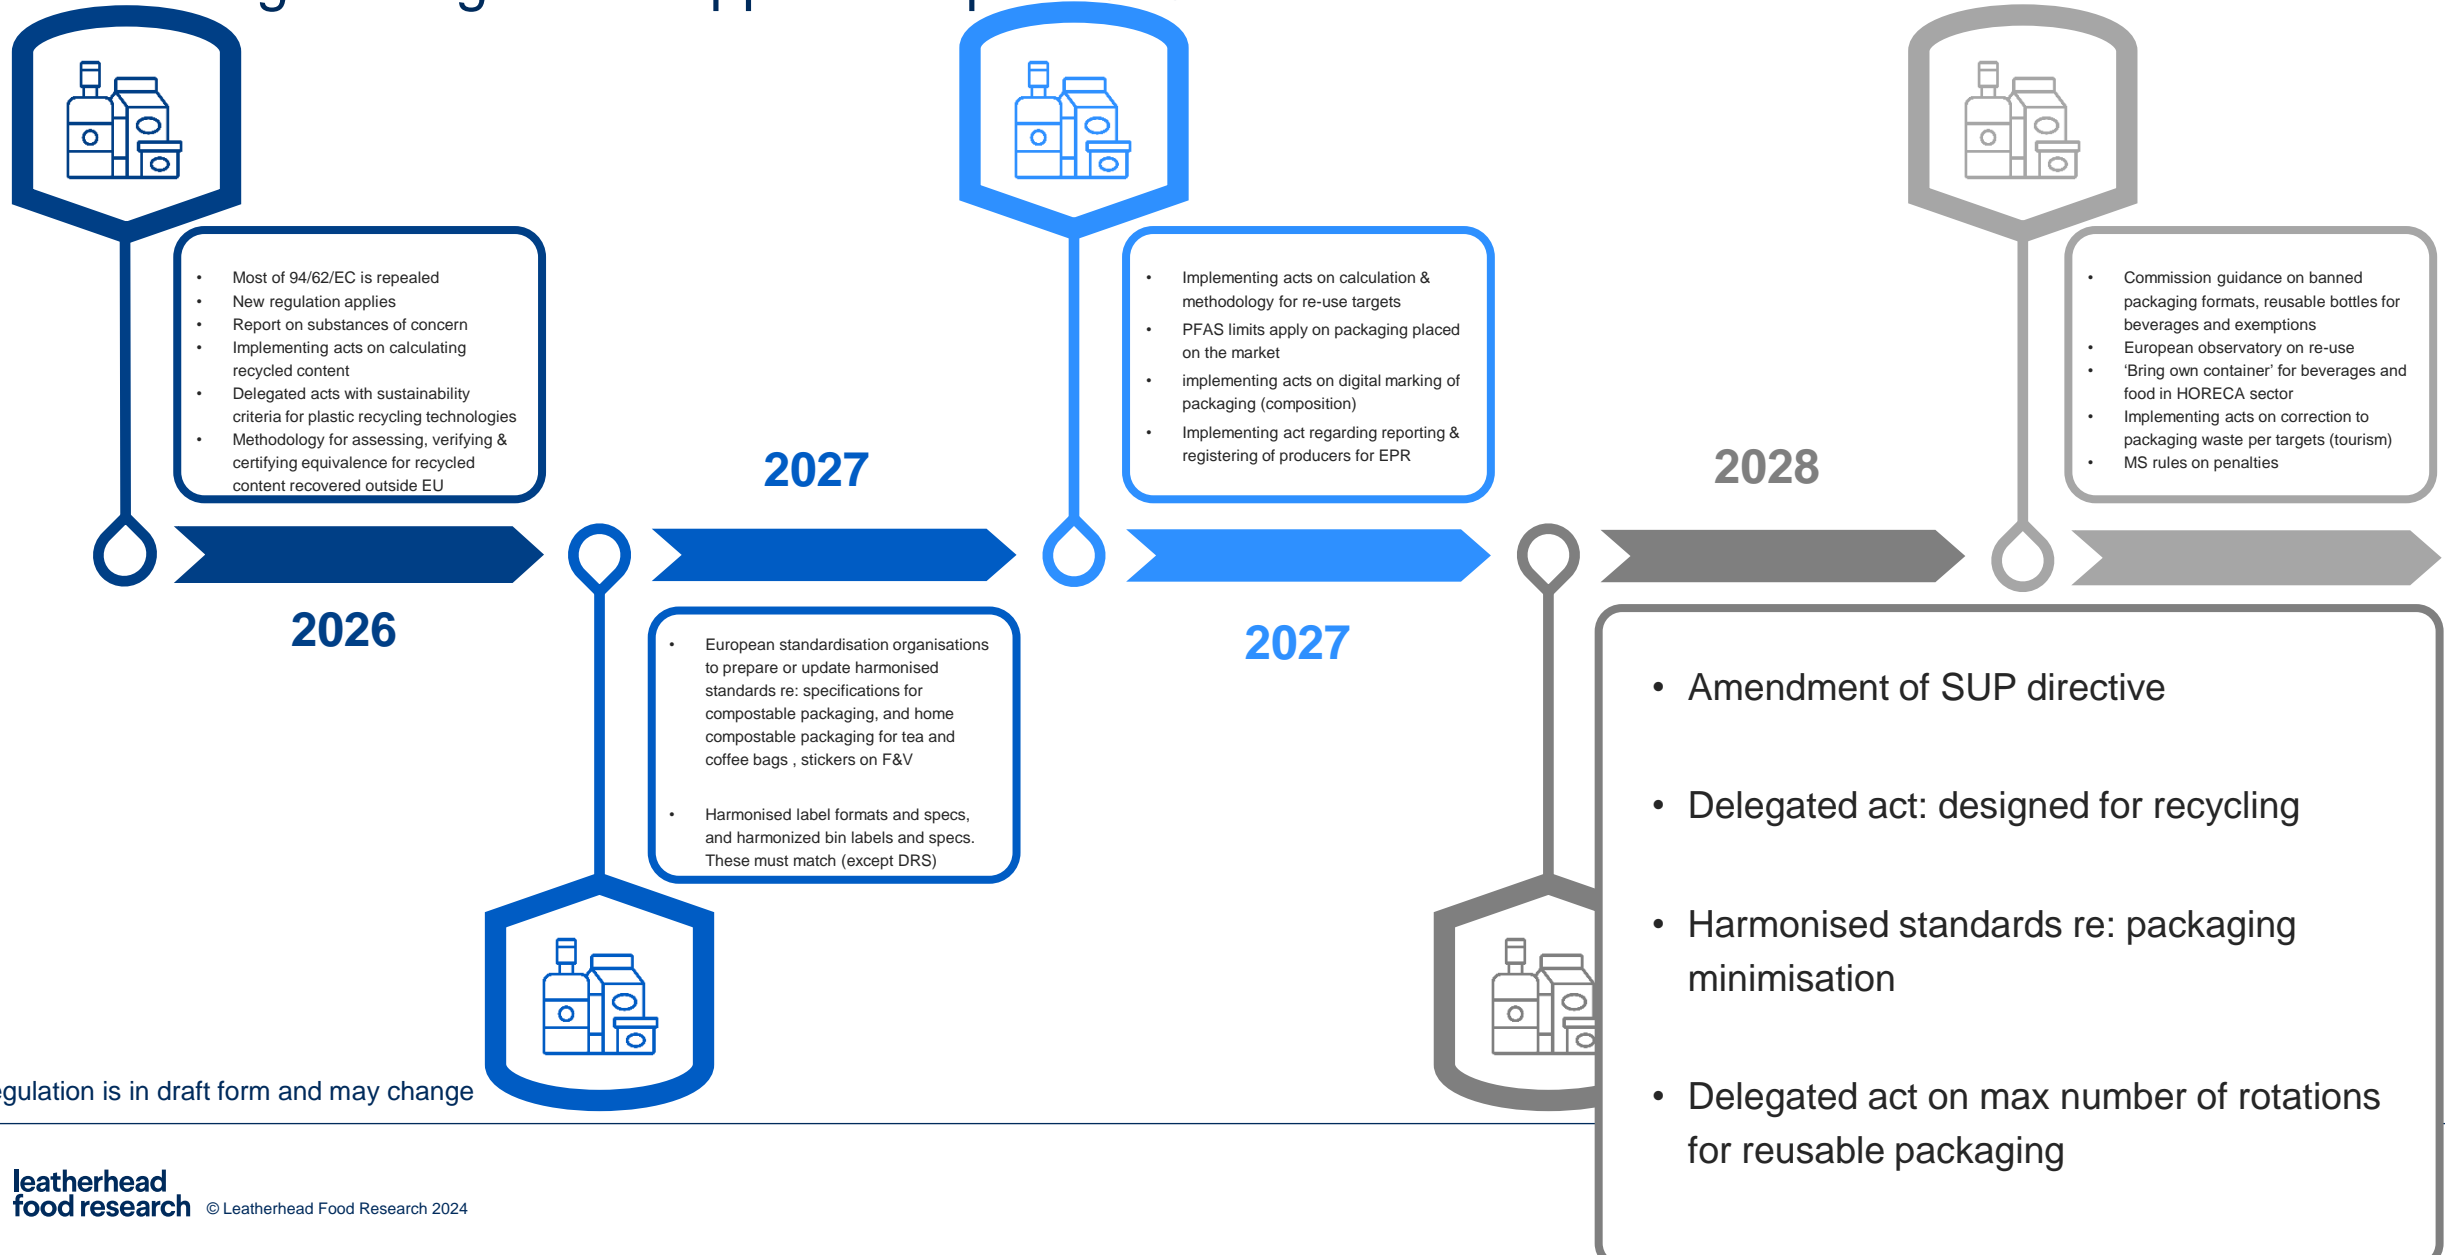 • Most of 94/62/EC is repealed
• New regulation applies
• Report on substances of concern
• Implementing acts on calculating
recycled content
• Delegated acts with sustainability
criteria for plastic recycling technologies
• Methodology for assessing, verifying &
certifying equivalence for recycled
content recovered outside EU
2026
2027
• European standardisation organisations
to prepare or update harmonised
standards re: specifications for
compostable packaging, and home
compostable packaging for tea and
coffee bags , stickers on F&V
• Harmonised label formats and specs,
and harmonized bin labels and specs.
These must match (except DRS)
• Implementing acts on calculation &
methodology for re-use targets
• PFAS limits apply on packaging placed
on the market
• implementing acts on digital marking of
packaging (composition)
• Implementing act regarding reporting &
registering of producers for EPR
2027
2028
• Commission guidance on banned
packaging formats, reusable bottles for
beverages and exemptions
• European observatory on re-use
• ‘Bring own container’ for beverages and
food in HORECA sector
• Implementing acts on correction to
packaging waste per targets (tourism)
• MS rules on penalties
• Amendment of SUP directive
• Delegated act: designed for recycling
• Harmonised standards re: packaging
minimisation
• Delegated act on max number of rotations
for reusable packaging
egulation is in draft form and may change
leatherhead
food research
© Leatherhead Food Research 2024